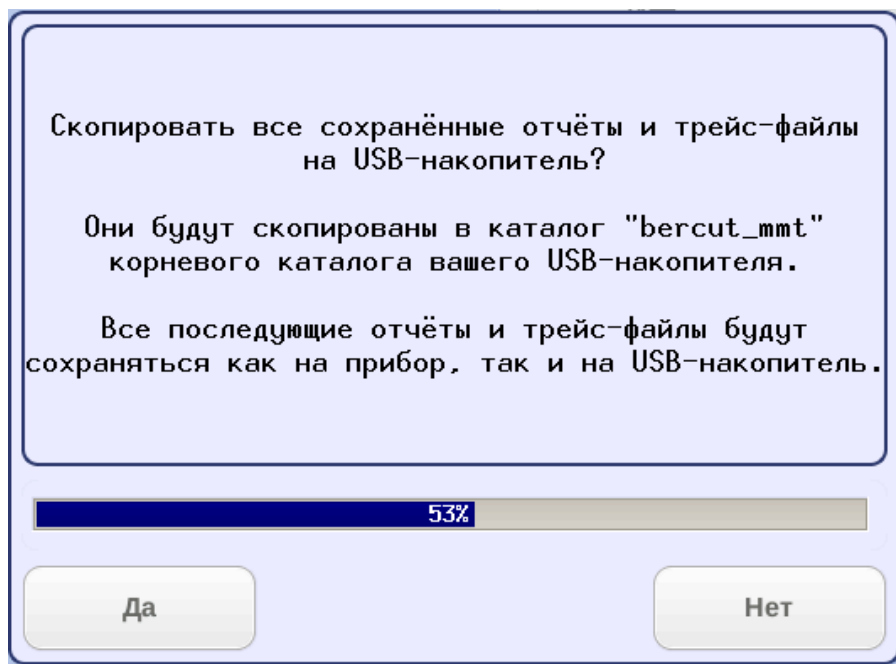 Скопировать все сохранённые отчёты и трейс-файлы
на USB-накопитель?
Они будут скопированы в каталог "bercut_mmt"
корневого каталога вашего USB-накопителя.
Все последующие отчёты и трейс-файлы будут
сохраняться как на прибор, так и на USB-накопитель.
53%
Да
Нет